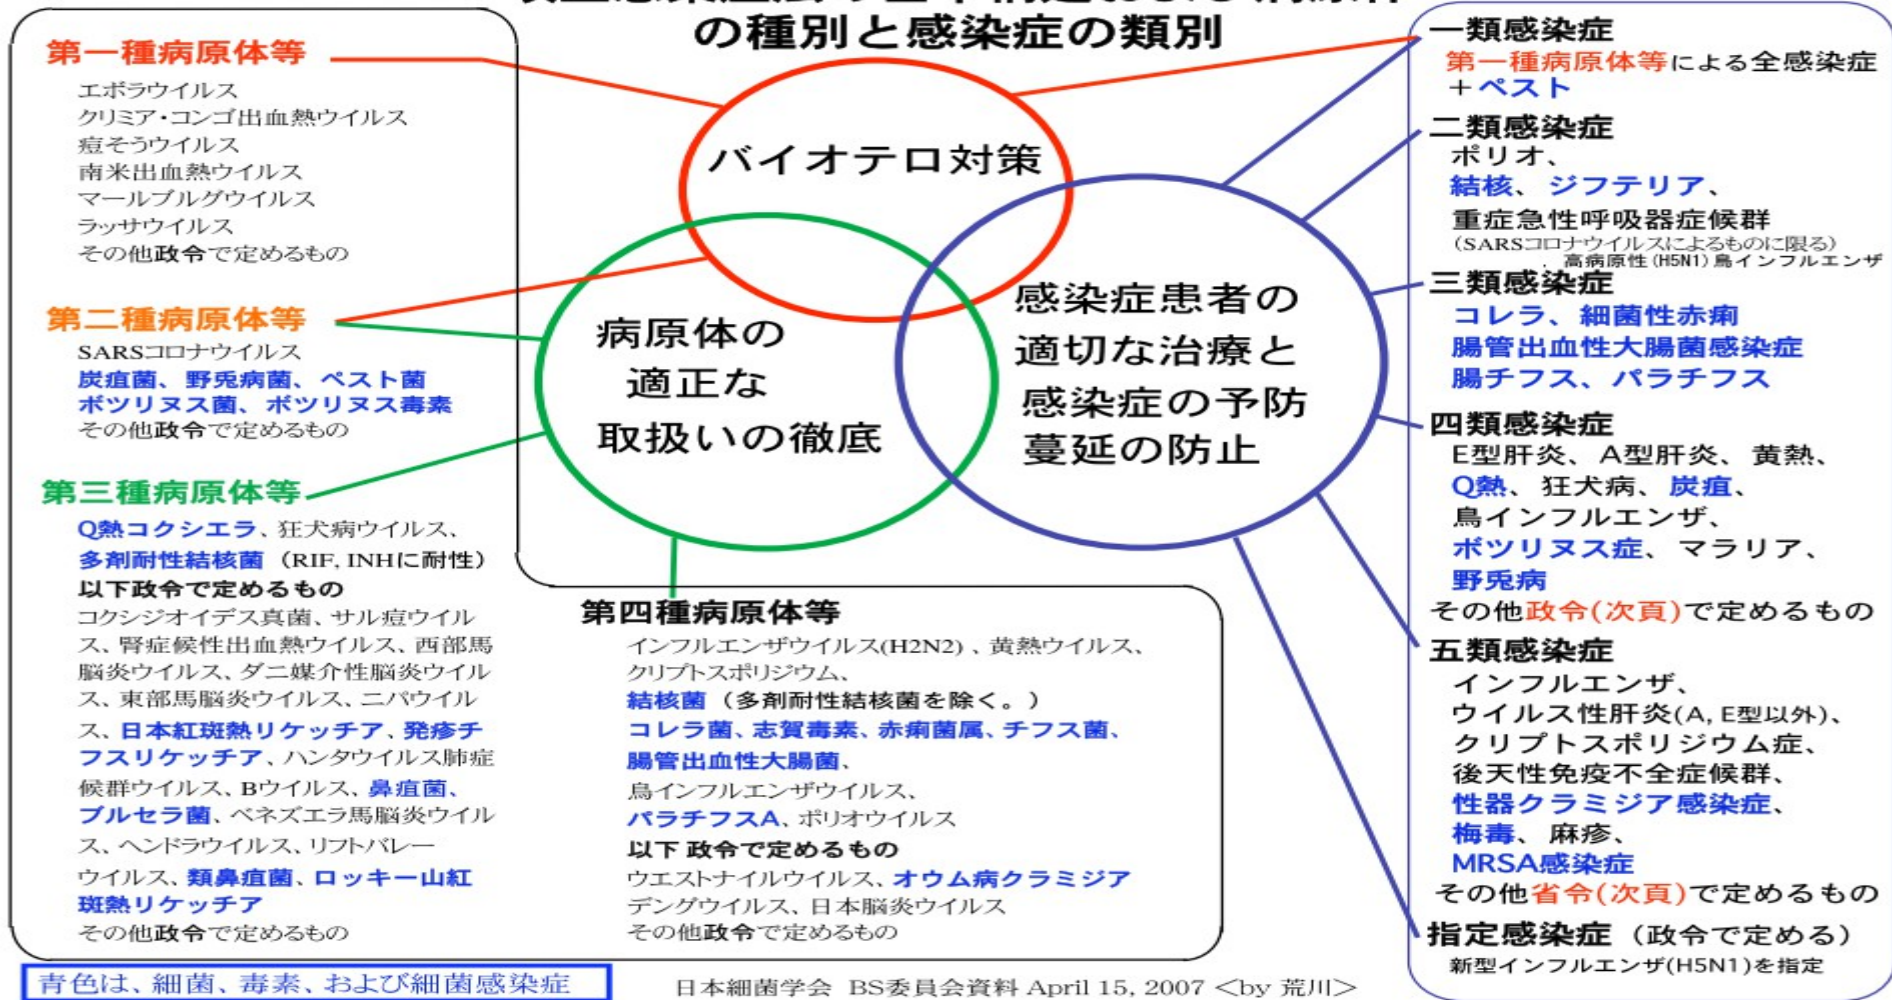 の種別と感染症の類別
第一種病原体等
エボラウイルス
クリミア・コンゴ出血熱ウイルス
痘そうウイルス
南米出血熱ウイルス
マールブルグウイルス
ラッサウイルス
その他政令で定めるもの
第二種病原体等
SARSコロナウイルス
炭疽菌、野兎病菌、ペスト菌
ボツリヌス菌、ボツリヌス毒素
その他政令で定めるもの
第三種病原体等
Q熱コクシエラ、狂犬病ウイルス、
多剤耐性結核菌（RIF, INHに耐性）
以下政令で定めるもの
コクシジオイデス真菌、サル痘ウイル
ス、腎症候性出血熱ウイルス、西部馬
脳炎ウイルス、ダニ媒介性脳炎ウイル
ス、東部馬脳炎ウイルス、ニパウイル
ス、日本紅斑熱リケッチア、発疹チ
フスリケッチア、ハンタウイルス肺症
候群ウイルス、Bウイルス、鼻疽菌、
ブルセラ菌、ベネズエラ馬脳炎ウイル
ス、ヘンドラウイルス、リフトバレー
ウイルス、類鼻疽菌、ロッキー山紅
斑熱リケッチア
その他政令で定めるもの
バイオテロ対策
病原体の
適正な
取扱いの徹底
感染症患者の
適切な治療と
感染症の予防
蔓延の防止
第四種病原体等
インフルエンザウイルス(H2N2) 、黄熱ウイルス、
クリプトスポリジウム、
結核菌（多剤耐性結核菌を除く。）
コレラ菌、志賀毒素、赤痢菌属、チフス菌、
腸管出血性大腸菌、
鳥インフルエンザウイルス、
パラチフスA、ポリオウイルス
以下 政令で定めるもの
ウエストナイルウイルス、オウム病クラミジア
デングウイルス、日本脳炎ウイルス
その他政令で定めるもの
一類感染症
第一種病原体等による全感染症
＋ペスト
二類感染症
ポリオ、
結核、ジフテリア、
重症急性呼吸器症候群
（SARSコロナウイルスによるものに限る）
、高病原性(H5N1)鳥インフルエンザ
三類感染症
コレラ、細菌性赤痢
腸管出血性大腸菌感染症
腸チフス、パラチフス
四類感染症
E型肝炎、A型肝炎、黄熱、
Q熱、狂犬病、炭疽、
鳥インフルエンザ、
ボツリヌス症、マラリア、
野兎病
その他政令(次頁)で定めるもの
五類感染症
インフルエンザ、
ウイルス性肝炎(A, E型以外)、
クリプトスポリジウム症、
後天性免疫不全症候群、
性器クラミジア感染症、
梅毒、麻疹、
MRSA感染症
その他省令(次頁)で定めるもの
指定感染症（政令で定める）
新型インフルエンザ(H5N1)を指定
青色は、細菌、毒素、および細菌感染症
日本細菌学会 BS委員会資料 April 15, 2007 <by 荒川>